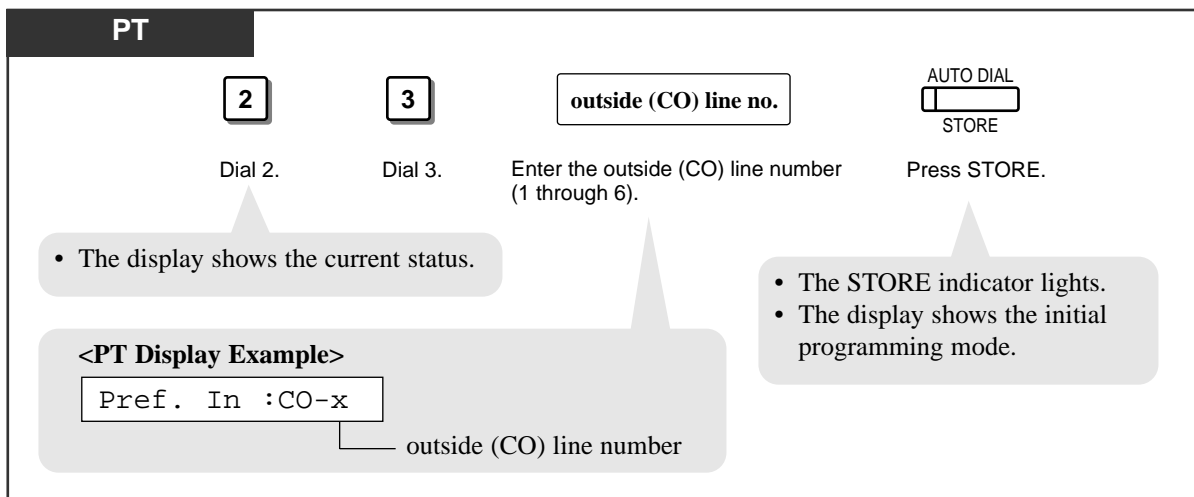 PT
2
3
outside (CO) line no.
AUTO DIAL
STORE
Dial 2.
Dial 3.
Enter the outside (CO) line number
(1 through 6).
Press STORE.
• The display shows the current status.
• The STORE indicator lights.
• The display shows the initial
programming mode.
<PT Display Example>
Pref. In :CO-x
outside (CO) line number